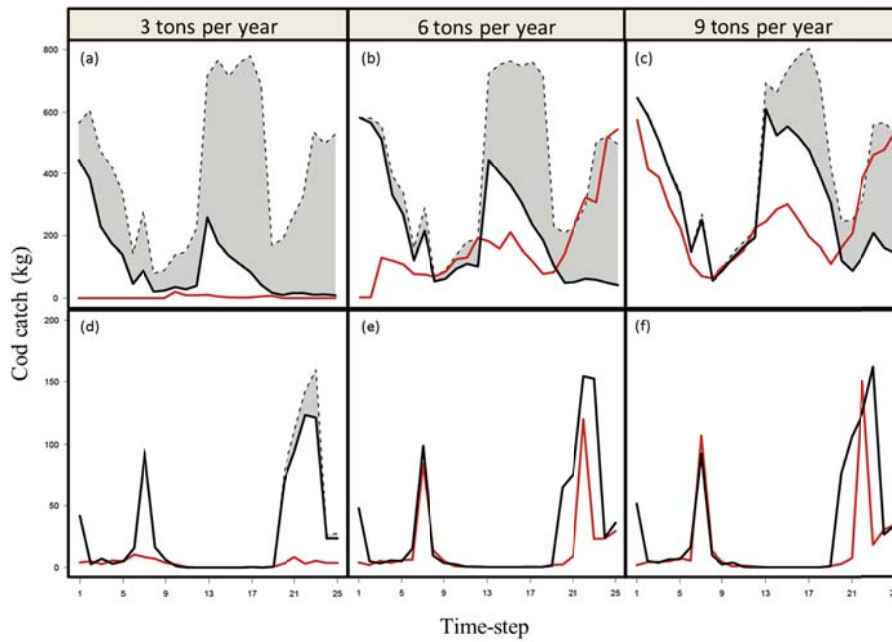 3 tons per year
6 tons per year
9 tons per year
800
600
400
200
0
(a)
(b)
(c)
Cod catch (kg)
200
150
100
50
0
(d)
(e)
(f)
1 5 9 13 17 21 25
1 5 9 13 17 21 25
1 5 9 13 17 21
Time-step